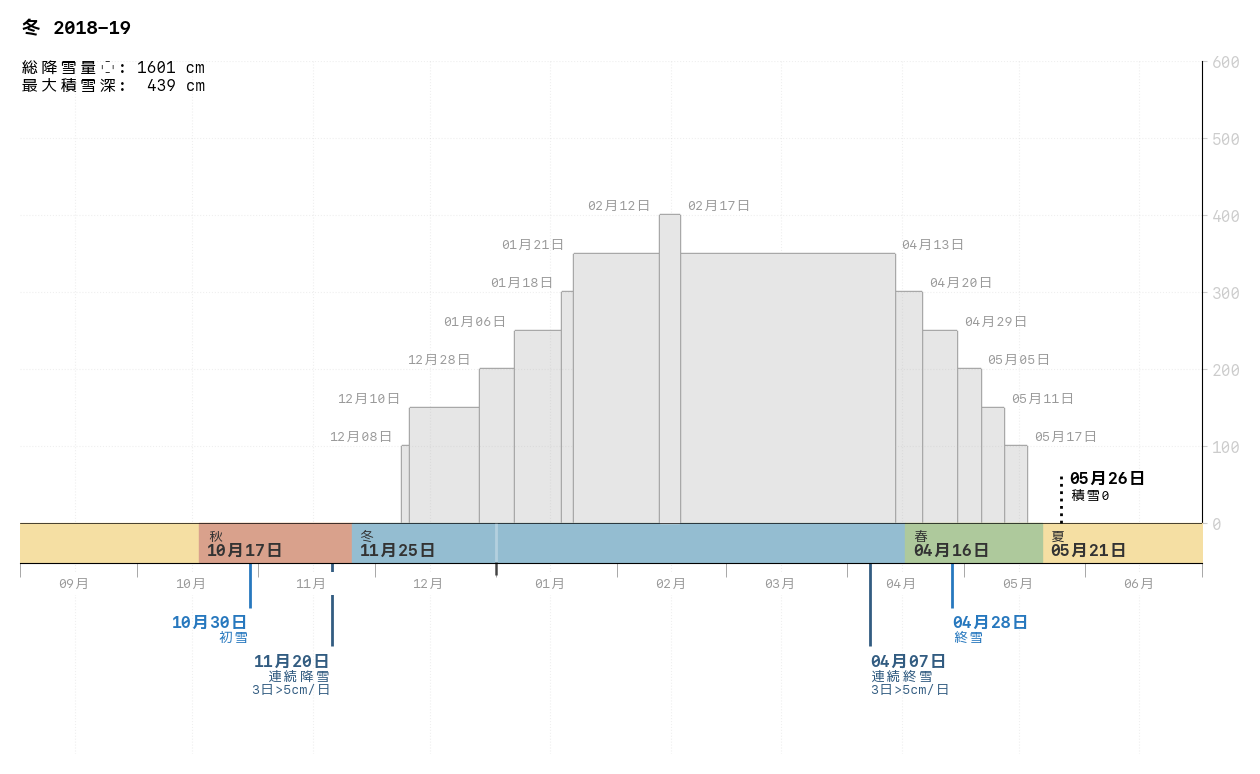 冬 2018-19
総降雪量: 1601 cm
最大積雪深: 439 cm
600
500
400
300
200
100
0
02月12日
02月17日
01月21日
04月13日
01月18日
04月20日
01月06日
04月29日
12月28日
05月05日
12月10日
05月11日
12月08日
05月17日
05月26日
積雪0
秋
10月17日
冬
11月25日
春
04月16日
夏
05月21日
09月
10月
11月
12月
01月
02月
03月
04月
05月
06月
10月30日
初雪
04月28日
終雪
11月20日
連続降雪
3日>5cm/日
04月07日
連続終雪
3日>5cm/日